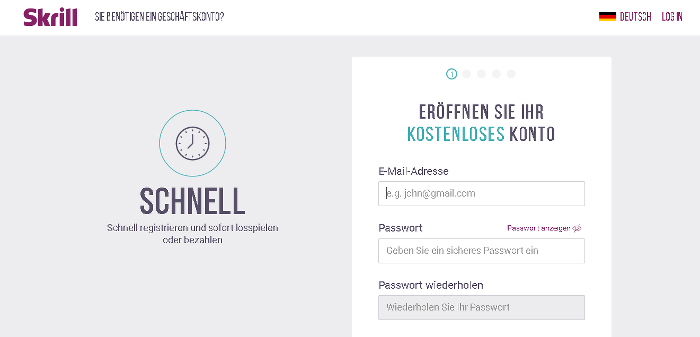 Skrill
SIE BENÖTIGEN EIN GESCHÄFTSKONTO?
DEUTSCH
LOG IN
1
ERÖFFNEN SIE IHR
KOSTENLOSES KONTO
SCHNELL
Schnell registrieren und sofort losspielen
oder bezahlen
E-Mail-Adresse
e.g. john@gmail.com
Passwort
Passwort anzeigen
Geben Sie ein sicheres Passwort ein
Passwort wiederholen
Wiederholen Sie Ihr Passwort